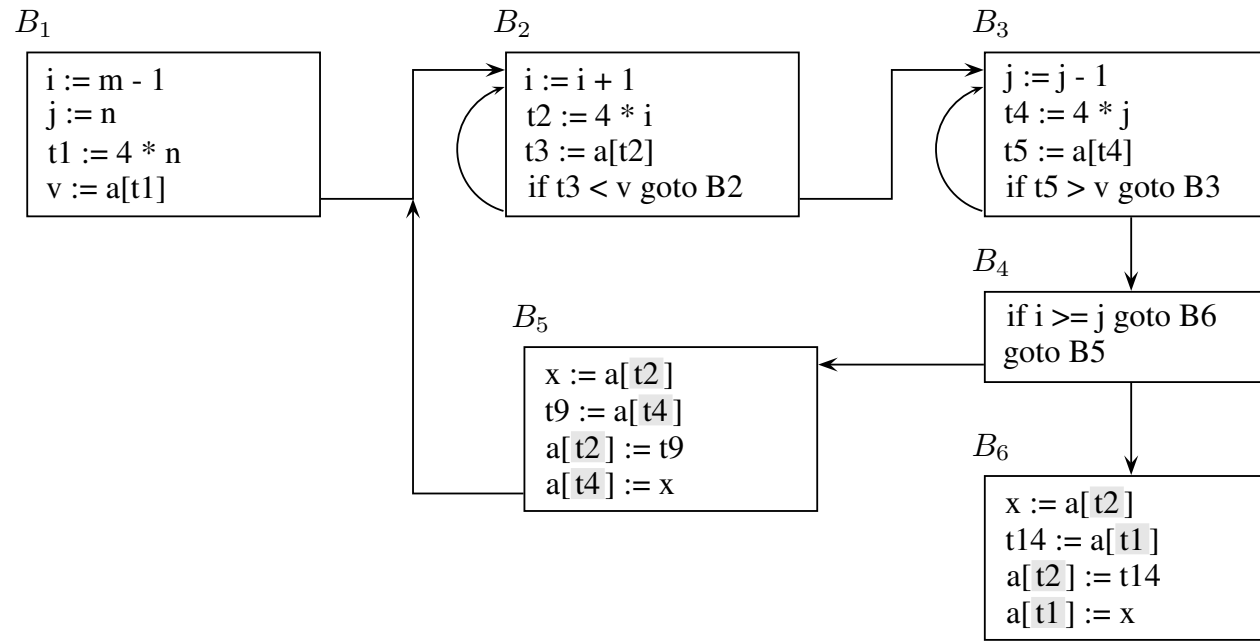 B1
i := m - 1
j := n
t1 := 4 * n
v := a[t1]
B2
i := i + 1
t2 := 4 * i
t3 := a[t2]
if t3 < v goto B2
B3
j := j - 1
t4 := 4 * j
t5 := a[t4]
if t5 > v goto B3
B4
if i >= j goto B6
goto B5
B5
x := a[t2]
t9 := a[t4]
a[t2] := t9
a[t4] := x
B6
x := a[t2]
t14 := a[t1]
a[t2] := t14
a[t1] := x